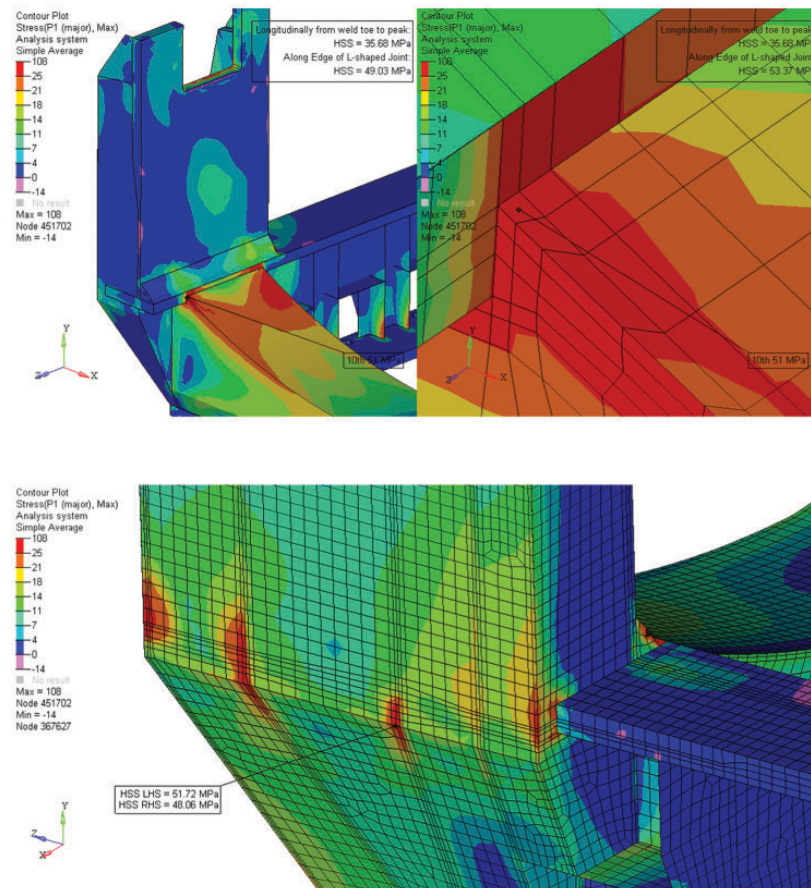 Contour Plot
Stress(P1 (major), Max)
Analysis system
Simple Average
108
25
21
18
14
11
7
4
0
-14
No result
Max = 108
Node 451702
Min = -14
Longitudinally from weld toe to peak:
HSS = 35.68 MPa
Along Edge of L-shaped Joint:
HSS = 49.03 MPa
10th 51 MPa
Y
Z
X
Contour Plot
Stress(P1 (major), Max)
Analysis system
Simple Average
108
25
21
18
14
11
7
4
0
-14
No result
Max = 108
Node 451702
Min = -14
Longitudinally from weld toe to peak:
HSS = 35.68 MPa
Along Edge of L-shaped Joint:
HSS = 53.37 MPa
10th 51 MPa
Y
Z
X
Contour Plot
Stress(P1 (major), Max)
Analysis system
Simple Average
108
25
21
18
14
11
7
4
0
-14
No result
Max = 108
Node 451702
Min = -14
Node 367627
HSS LHS = 51.72 MPa
HSS RHS = 48.06 MPa
Y
Z
X